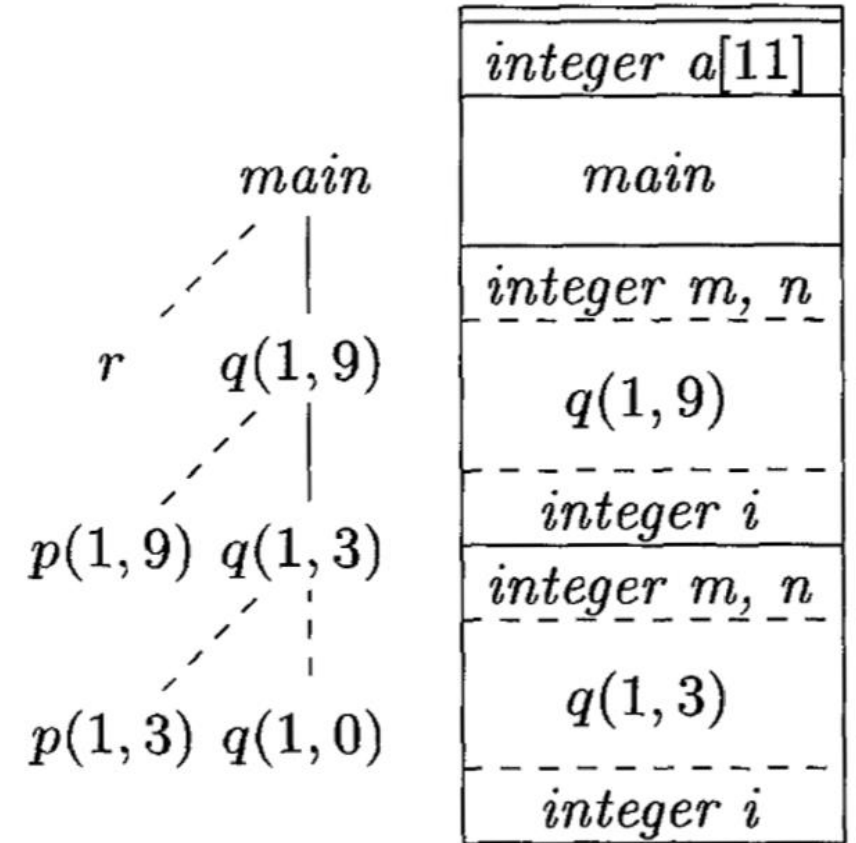 main
r q(1, 9)
p(1, 9) q(1, 3)
p(1, 3) q(1, 0)
integer a[11]
main
integer m, n
q(1, 9)
integer i
integer m, n
q(1, 3)
integer i